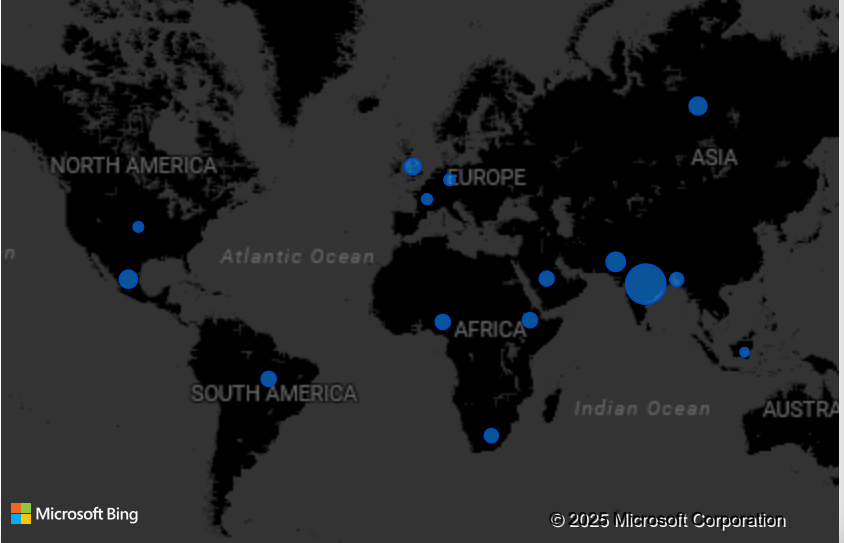 ASIA
NORTH AMERICA
EUROPE
n
Atlantic Ocean
AFRICA
SOUTH AMERICA
Indian Ocean
AUSTRA
Microsoft Bing
© 2025 Microsoft Corporation